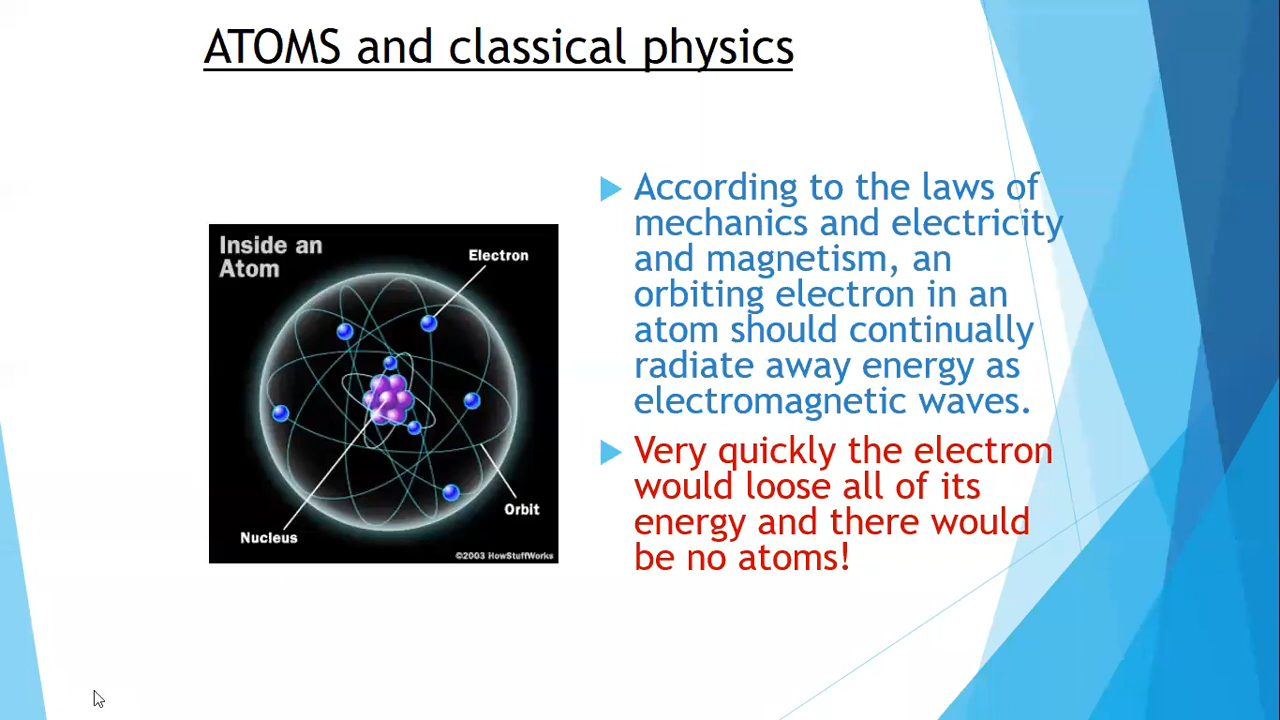 ATOMS and classical physics
Inside an
Atom
Electron
Orbit
Nucleus
©2003 HowStuffWorks
According to the laws of
mechanics and electricity
and magnetism, an
orbiting electron in an
atom should continually
radiate away energy as
electromagnetic waves.
Very quickly the electron
would loose all of its
energy and there would
be no atoms!